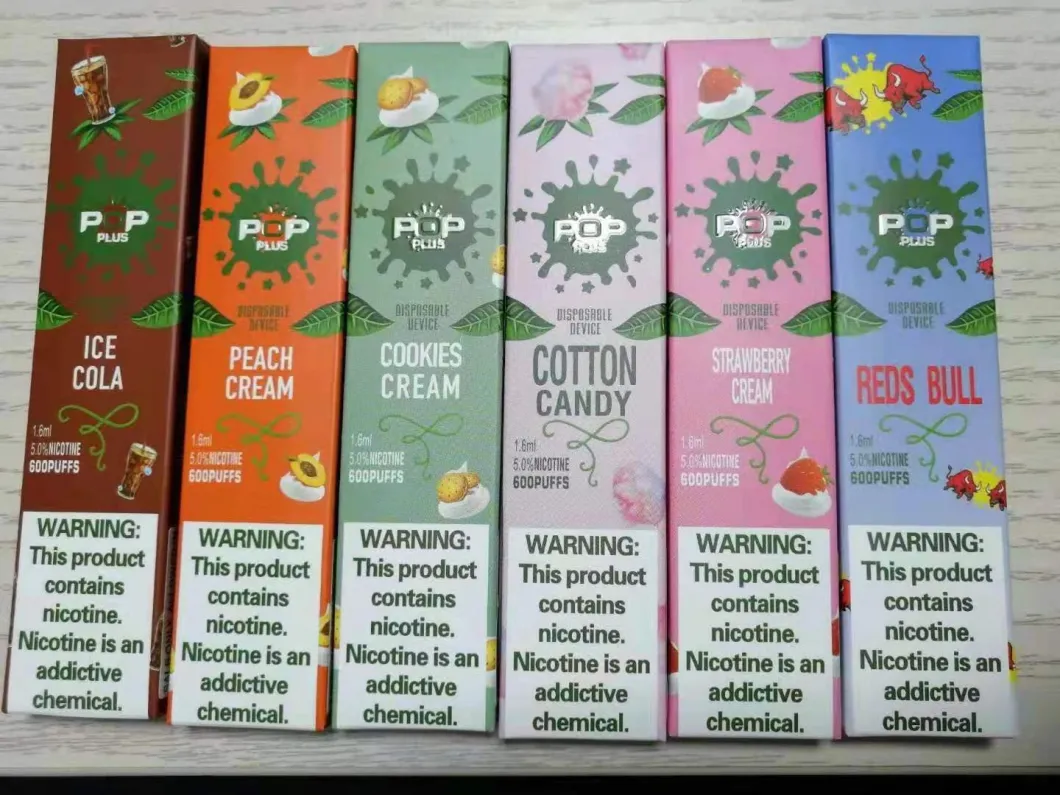 POP
PLUS
ICE
COLA
1.6ml
5.0%NICOTINE
600PUFFS
WARNING:
This product
contains
nicotine.
Nicotine is an
addictive
chemical.
POP
PLUS
DISPOSABLE
DEVICE
PEACH
CREAM
1.6ml
5.0%NICOTINE
600PUFFS
WARNING:
This product
contains
nicotine.
Nicotine is an
addictive
chemical.
POP
PLUS
DISPOSABLE
DEVICE
COOKIES
CREAM
1.6ml
5.0%NICOTINE
600PUFFS
WARNING:
This product
contains
nicotine.
Nicotine is an
addictive
chemical.
POP
PLUS
DISPOSABLE
DEVICE
COTTON
CANDY
1.6ml
5.0%NICOTINE
600PUFFS
WARNING:
This product
contains
nicotine.
Nicotine is an
addictive
chemical.
POP
PLUS
DISPOSABLE
DEVICE
STRAWBERRY
CREAM
1.6ml
5.0%NICOTINE
600PUFFS
WARNING:
This product
contains
nicotine.
Nicotine is an
addictive
chemical.
POP
PLUS
DISPOSABLE
DEVICE
REDS BULL
1.6ml
5.0%NICOTINE
600PUFFS
WARNING:
This product
contains
nicotine.
Nicotine is an
addictive
chemical.